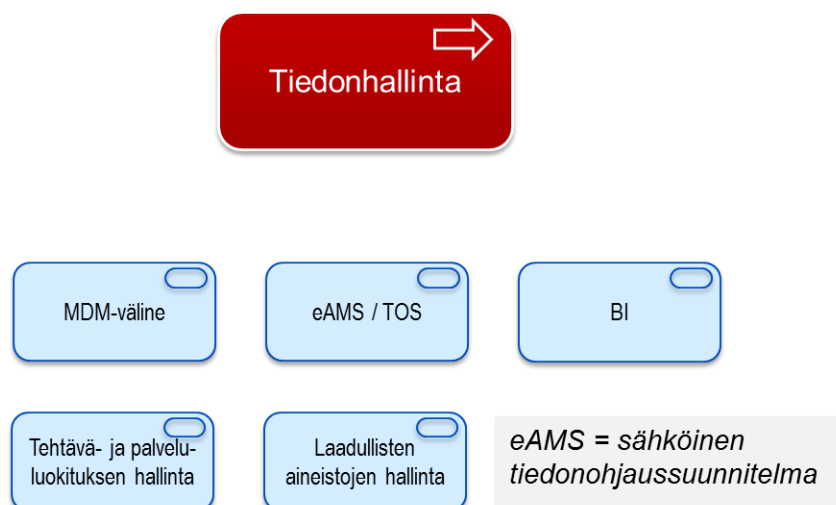 Tiedonhallinta
MDM-väline
eAMS / TOS
BI
Tehtävä- ja palvelu-
luokituksen hallinta
Laadullisten
aineistojen hallinta
eAMS = sähköinen
tiedonohjaussuunnitelma